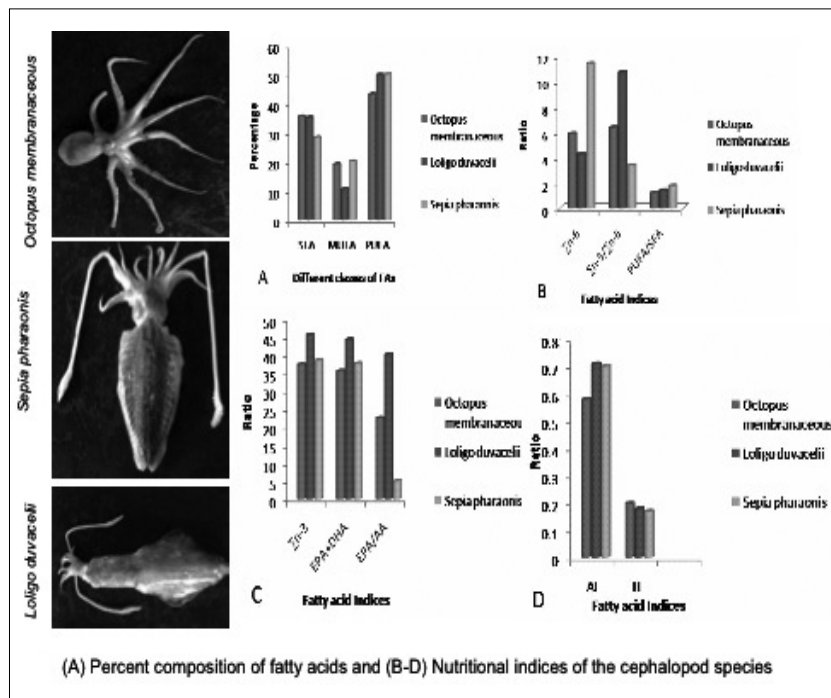 Octopus membranaceous
Sepia pharaonis
Loligo duvaceli
60
50
40
30
20
10
0
Percentage
SFA MUFA PUFA
Different classes of FAs
A
Octopus
membranaceous
Loligo duvacelii
Sepia pharaonis
12
10
8
6
4
2
0
Ratio
Σn-6
Σn-3/Σn-6
PUFA/SFA
Fatty acid Indices
B
Octopus
membranaceous
Loligo duvacelii
Sepia pharaonis
50
45
40
35
30
25
20
15
10
5
0
Ratio
Σn-3
EPA+DHA
EPA/AA
C
Fatty acid Indices
Octopus
membranaceou
Loligo duvacelii
Sepia pharaonis
0.8
0.7
0.6
0.5
0.4
0.3
0.2
0.1
0
Ratio
AI
D
Fatty acid Indices
Octopus
membranaceous
Loligo duvacelii
Sepia pharaonis
(A) Percent composition of fatty acids and (B-D) Nutritional indices of the cephalopod species